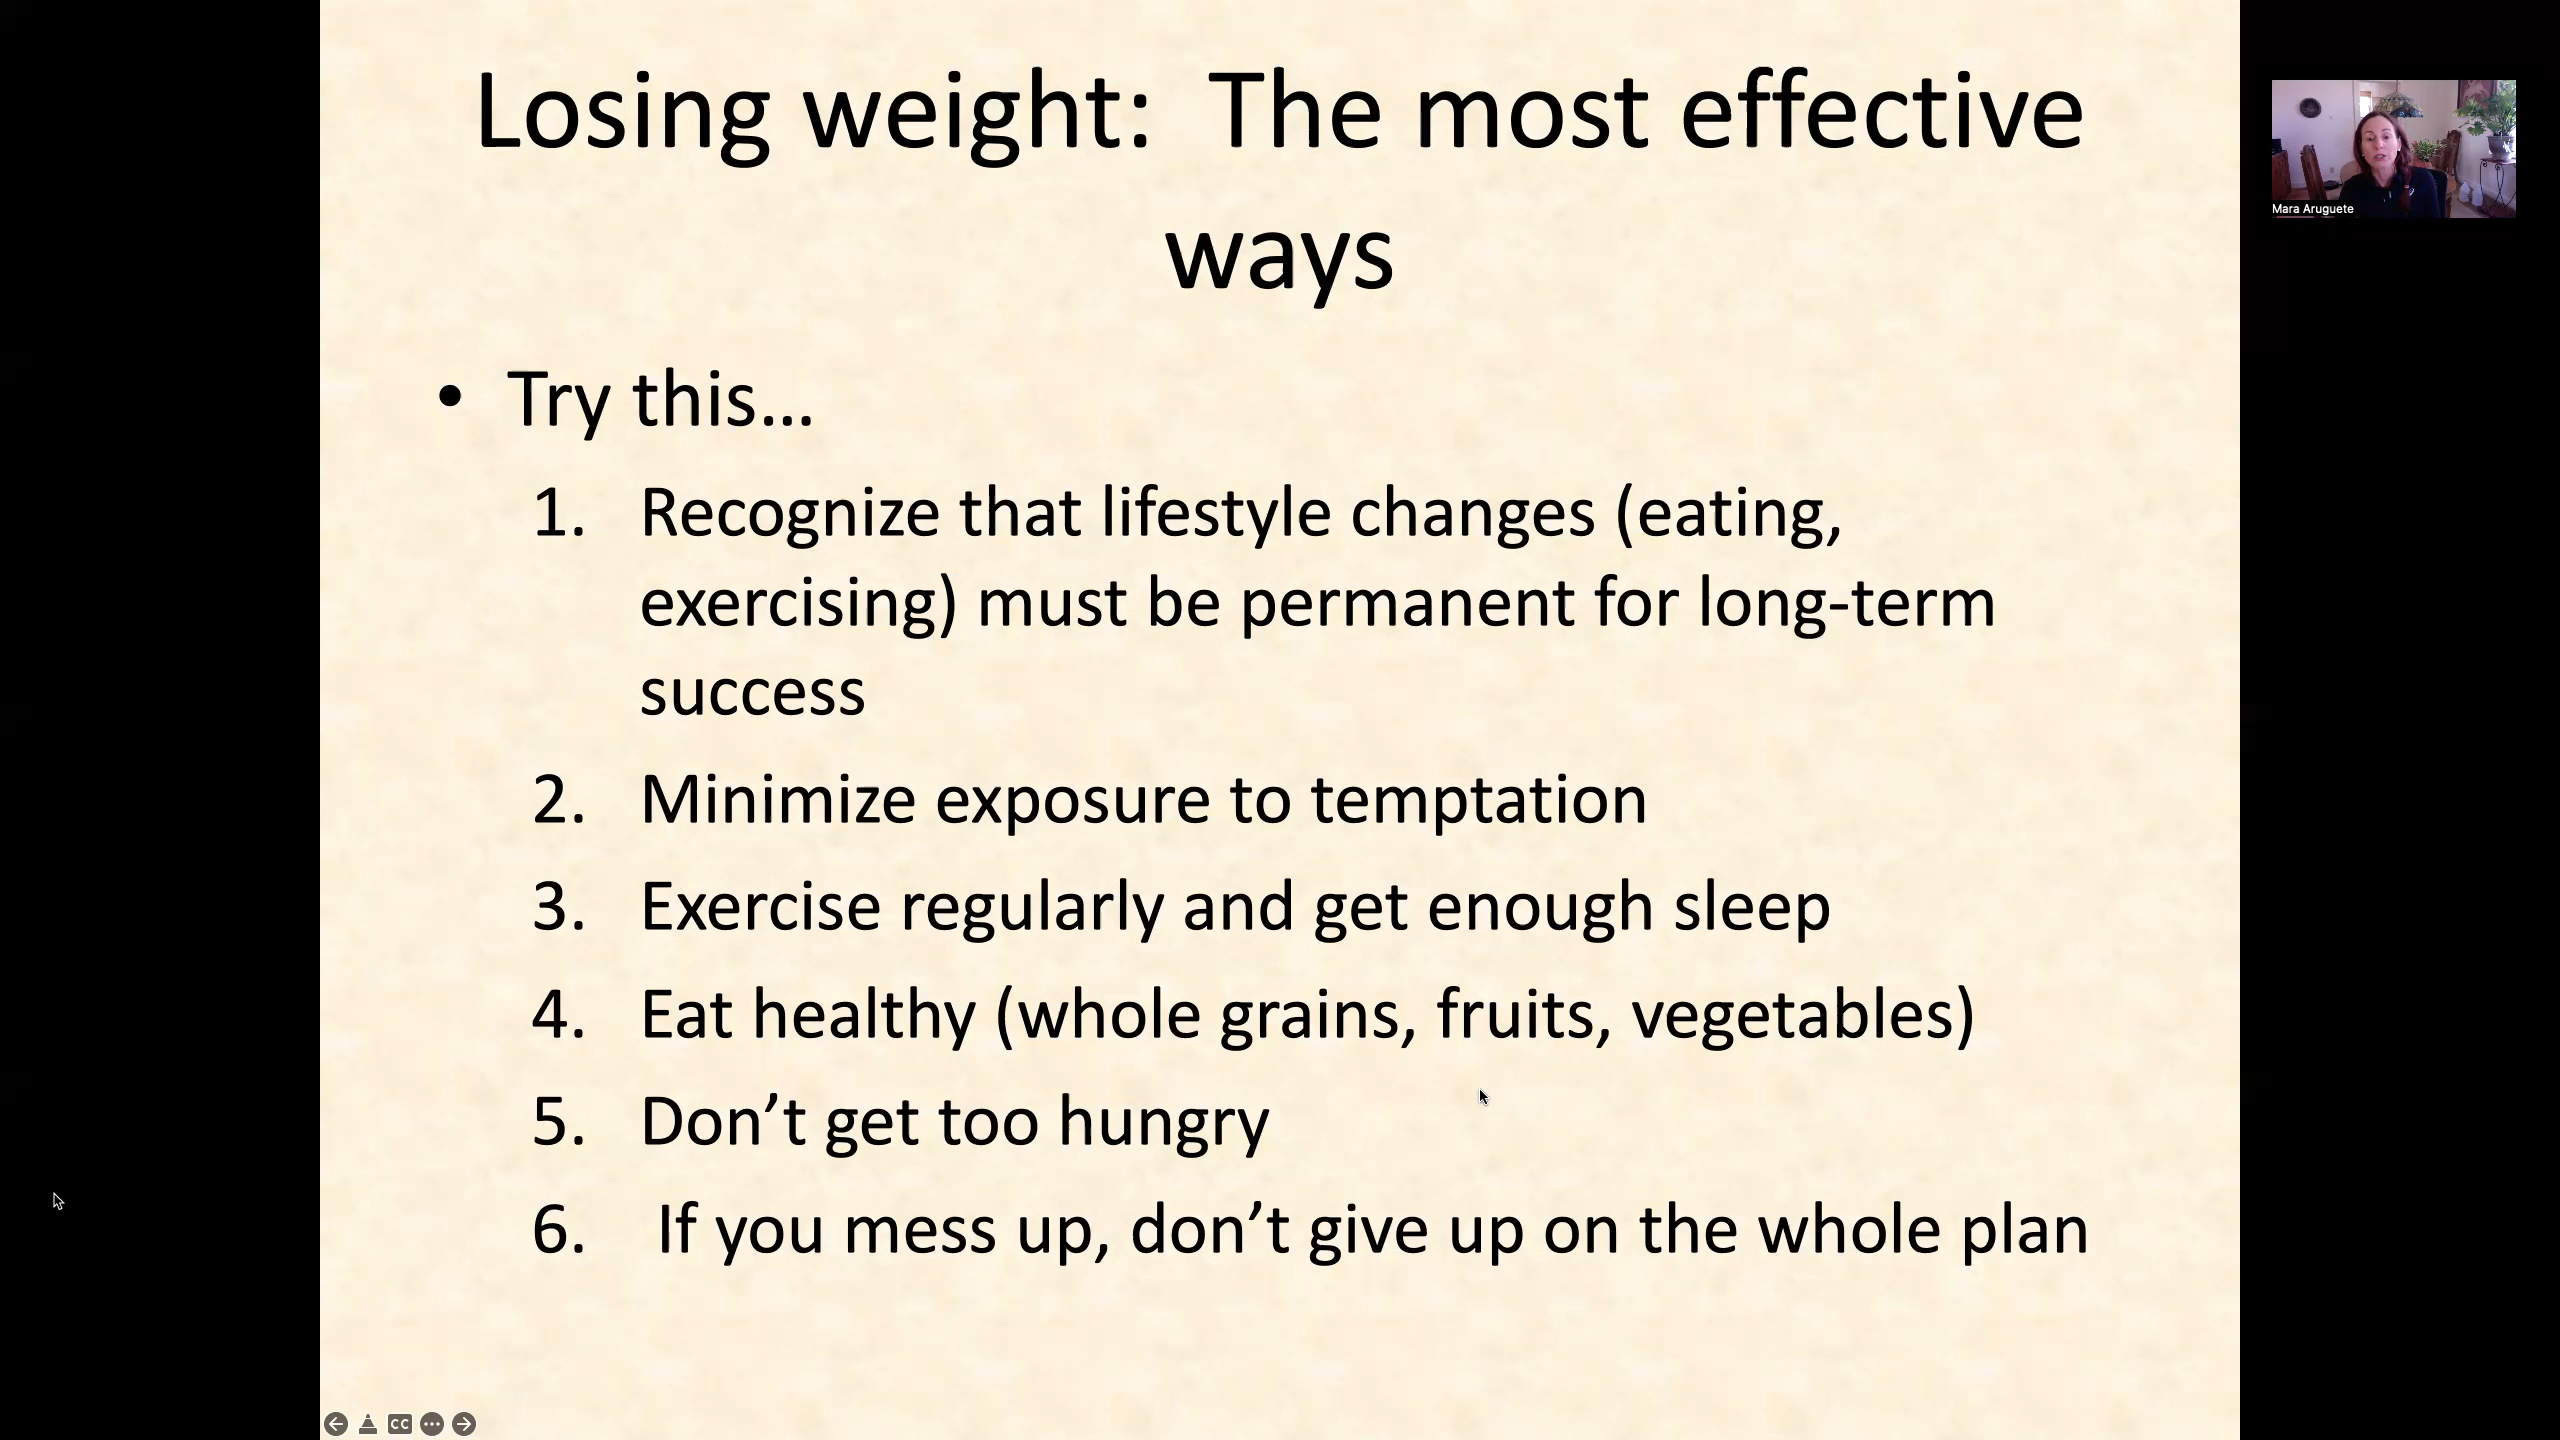 Losing weight:  The most effective
ways
• Try this...
1. Recognize that lifestyle changes (eating,
exercising) must be permanent for long-term
success
2. Minimize exposure to temptation
3. Exercise regularly and get enough sleep
4. Eat healthy (whole grains, fruits, vegetables)
5. Don’t get too hungry
6. If you mess up, don’t give up on the whole plan
Mara Aruguete
CC